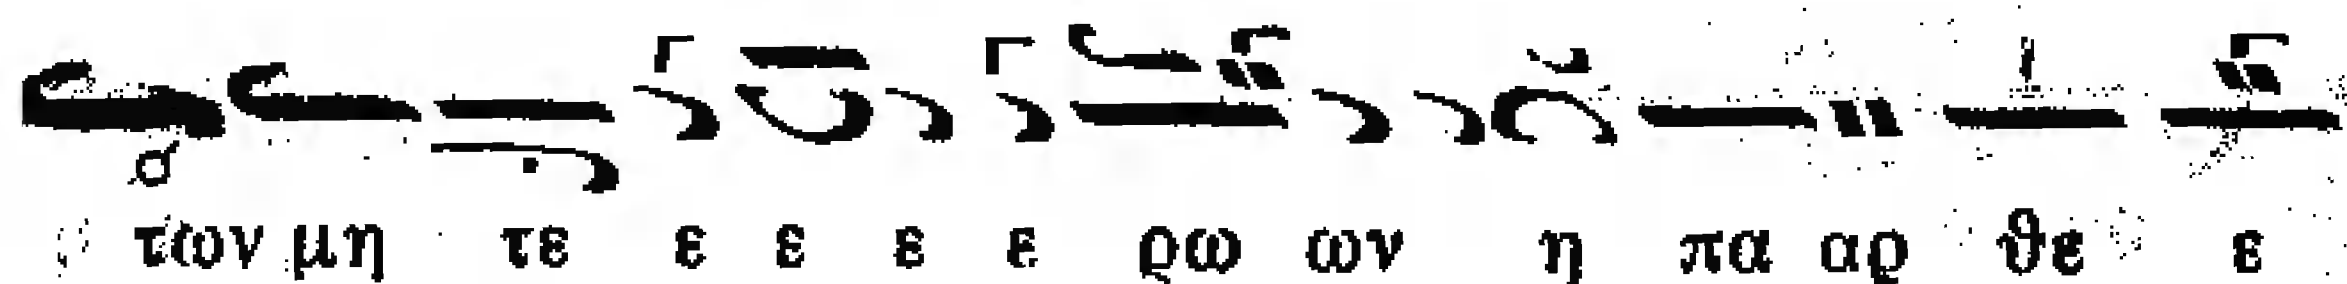 των μη τε ε ε ε ε ρω ων η πα αρ θε ε